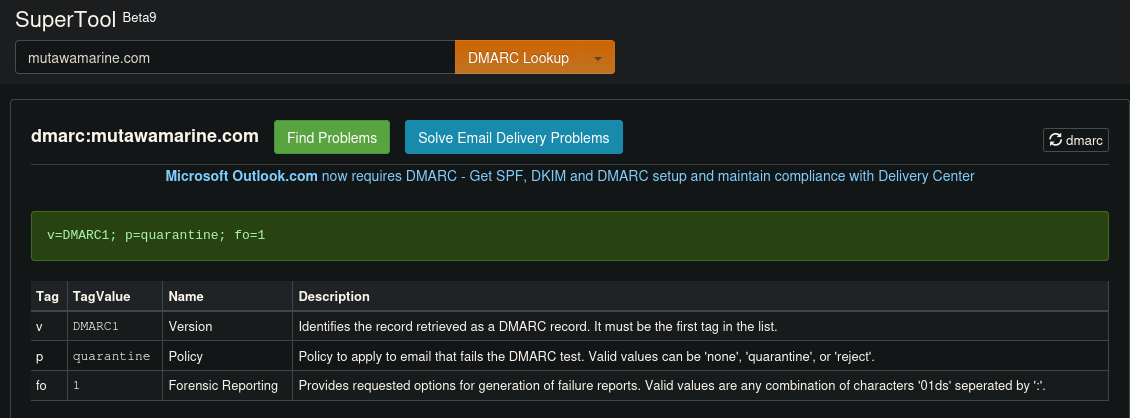 SuperTool Beta9
mutawamarine.com DMARC Lookup
dmarc:mutawamarine.com Find Problems Solve Email Delivery Problems dmarc
Microsoft Outlook.com now requires DMARC - Get SPF, DKIM and DMARC setup and maintain compliance with Delivery Center
v=DMARC1; p=quarantine; fo=1
Tag TagValue Name Description
v DMARC1 Version Identifies the record retrieved as a DMARC record. It must be the first tag in the list.
p quarantine Policy Policy to apply to email that fails the DMARC test. Valid values can be 'none', 'quarantine', or 'reject'.
fo 1 Forensic Reporting Provides requested options for generation of failure reports. Valid values are any combination of characters '01ds' seperated by ':'.